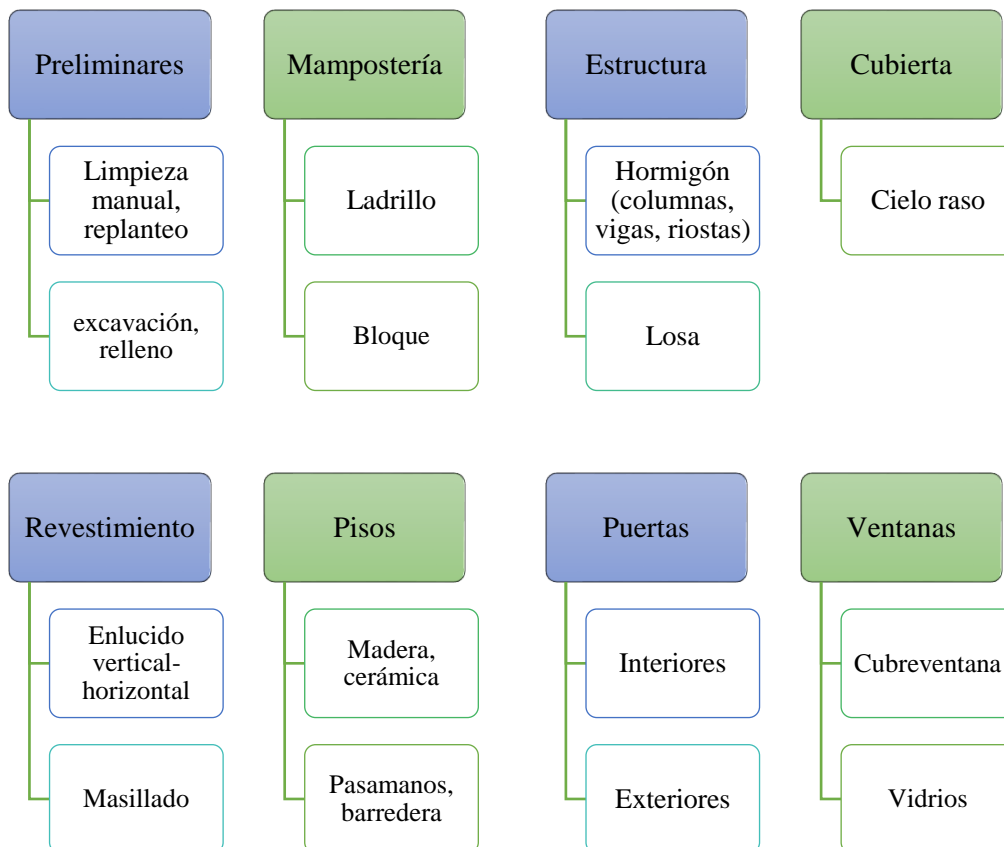 Preliminares
Limpieza
manual,
replanteo
excavación,
relleno
Mampostería
Ladrillo
Bloque
Estructura
Hormigón
(columnas,
vigas, riostas)
Losa
Cubierta
Cielo raso
Revestimiento
Enlucido
vertical-
horizontal
Masillado
Pisos
Madera,
cerámica
Pasamanos,
barredera
Puertas
Interiores
Exteriores
Ventanas
Cubreventana
Vidrios